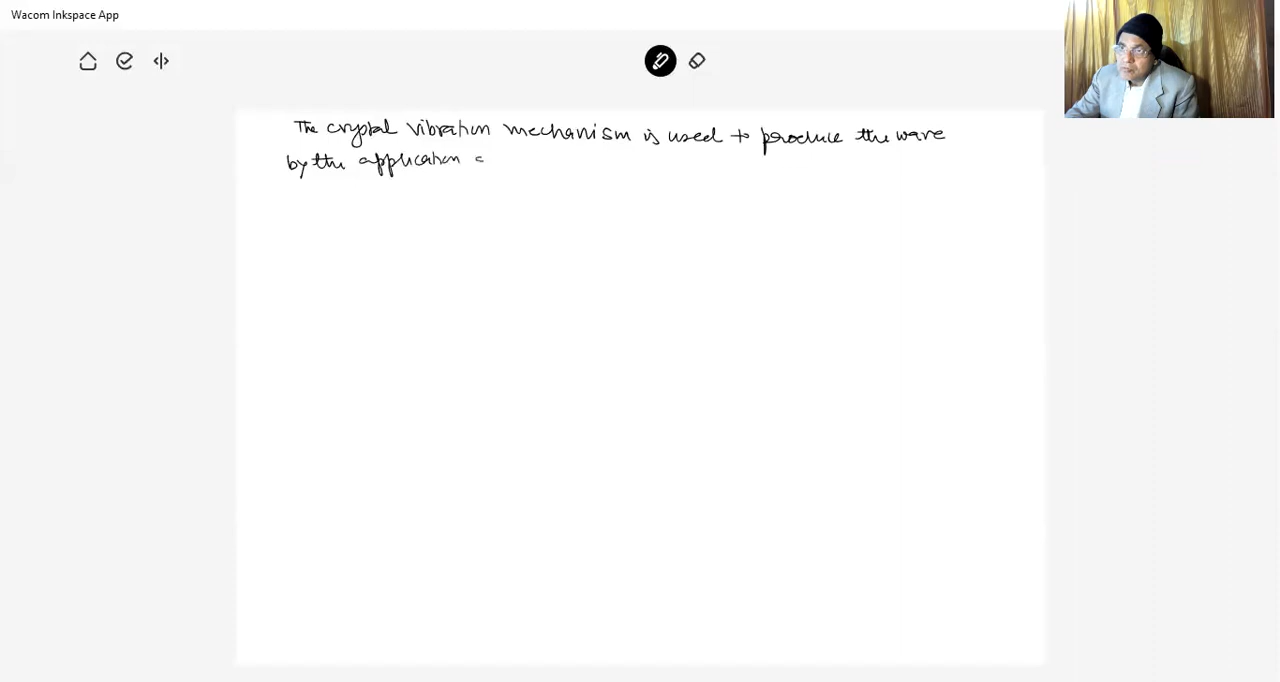 Wacom Inkspace App
The crystal vibration mechanism is used to produce the wave
by the application